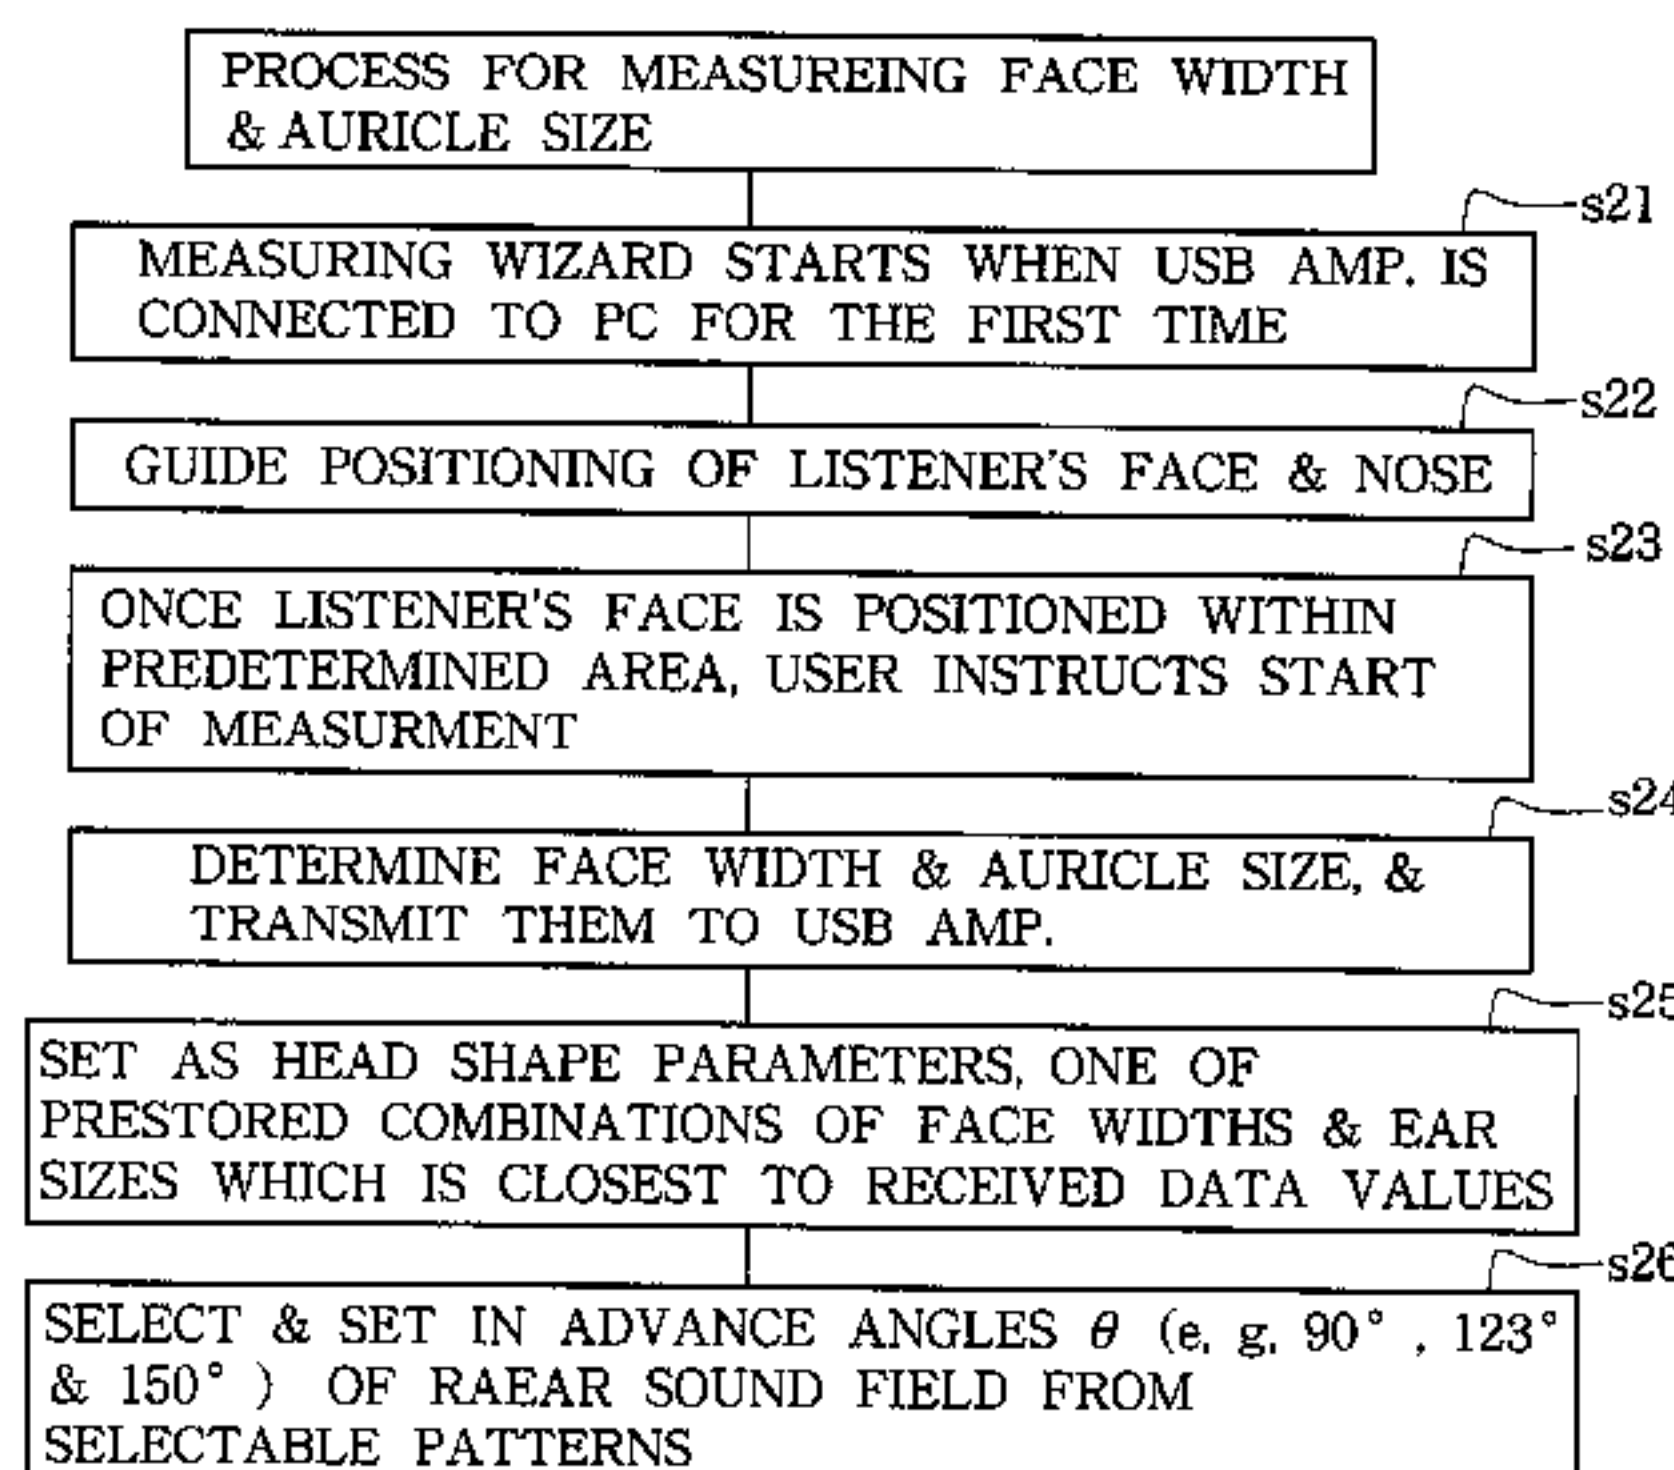 PROCESS FOR MEASUREING FACE WIDTH
& AURICLE SIZE
s21
MEASURING WIZARD STARTS WHEN USB AMP. IS
CONNECTED TO PC FOR THE FIRST TIME
s22
GUIDE POSITIONING OF LISTENER'S FACE & NOSE
s23
ONCE LISTENER'S FACE IS POSITIONED WITHIN
PREDETERMINED AREA, USER INSTRUCTS START
OF MEASURMENT
s24
DETERMINE FACE WIDTH & AURICLE SIZE, &
TRANSMIT THEM TO USB AMP.
s25
SET AS HEAD SHAPE PARAMETERS, ONE OF
PRESTORED COMBINATIONS OF FACE WIDTHS & EAR
SIZES WHICH IS CLOSEST TO RECEIVED DATA VALUES
s26
SELECT & SET IN ADVANCE ANGLES θ (e. g. 90° , 123°
& 150° ) OF RAEAR SOUND FIELD FROM
SELECTABLE PATTERNS